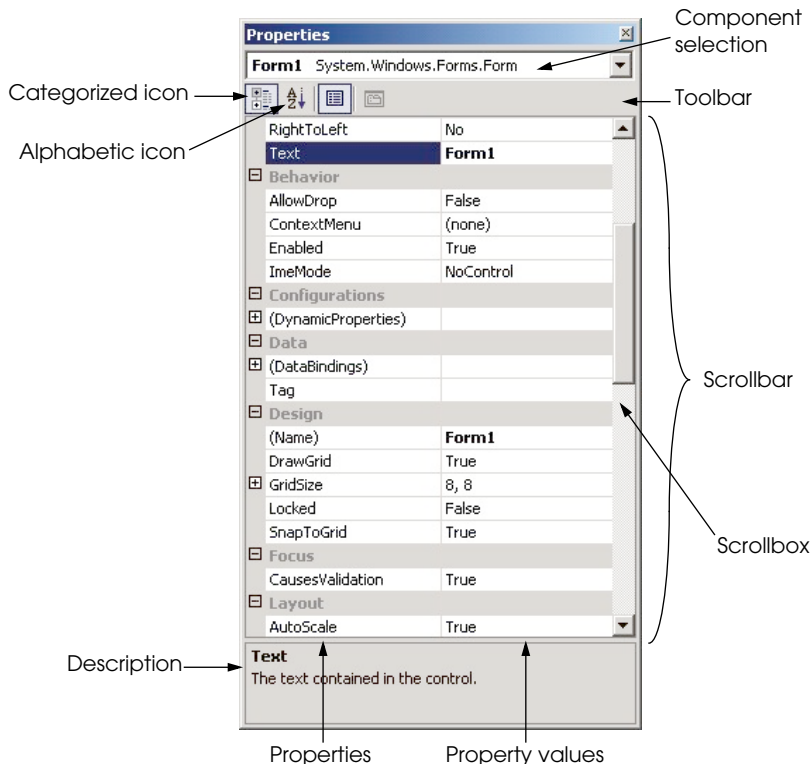 Component
selection
Properties
Form1 System.Windows.Forms.Form
Categorized icon
Toolbar
Alphabetic icon
RightToLeft No
Text Form1
Behavior
AllowDrop False
ContextMenu (none)
Enabled True
ImeMode NoControl
Configurations
(DynamicProperties)
Data
(DataBindings)
Tag
Scrollbar
Design
(Name) Form1
DrawGrid True
GridSize 8, 8
Locked False
SnapToGrid True
Scrollbox
Focus
CausesValidation True
Layout
AutoScale True
Description
Text
The text contained in the control.
Properties Property values